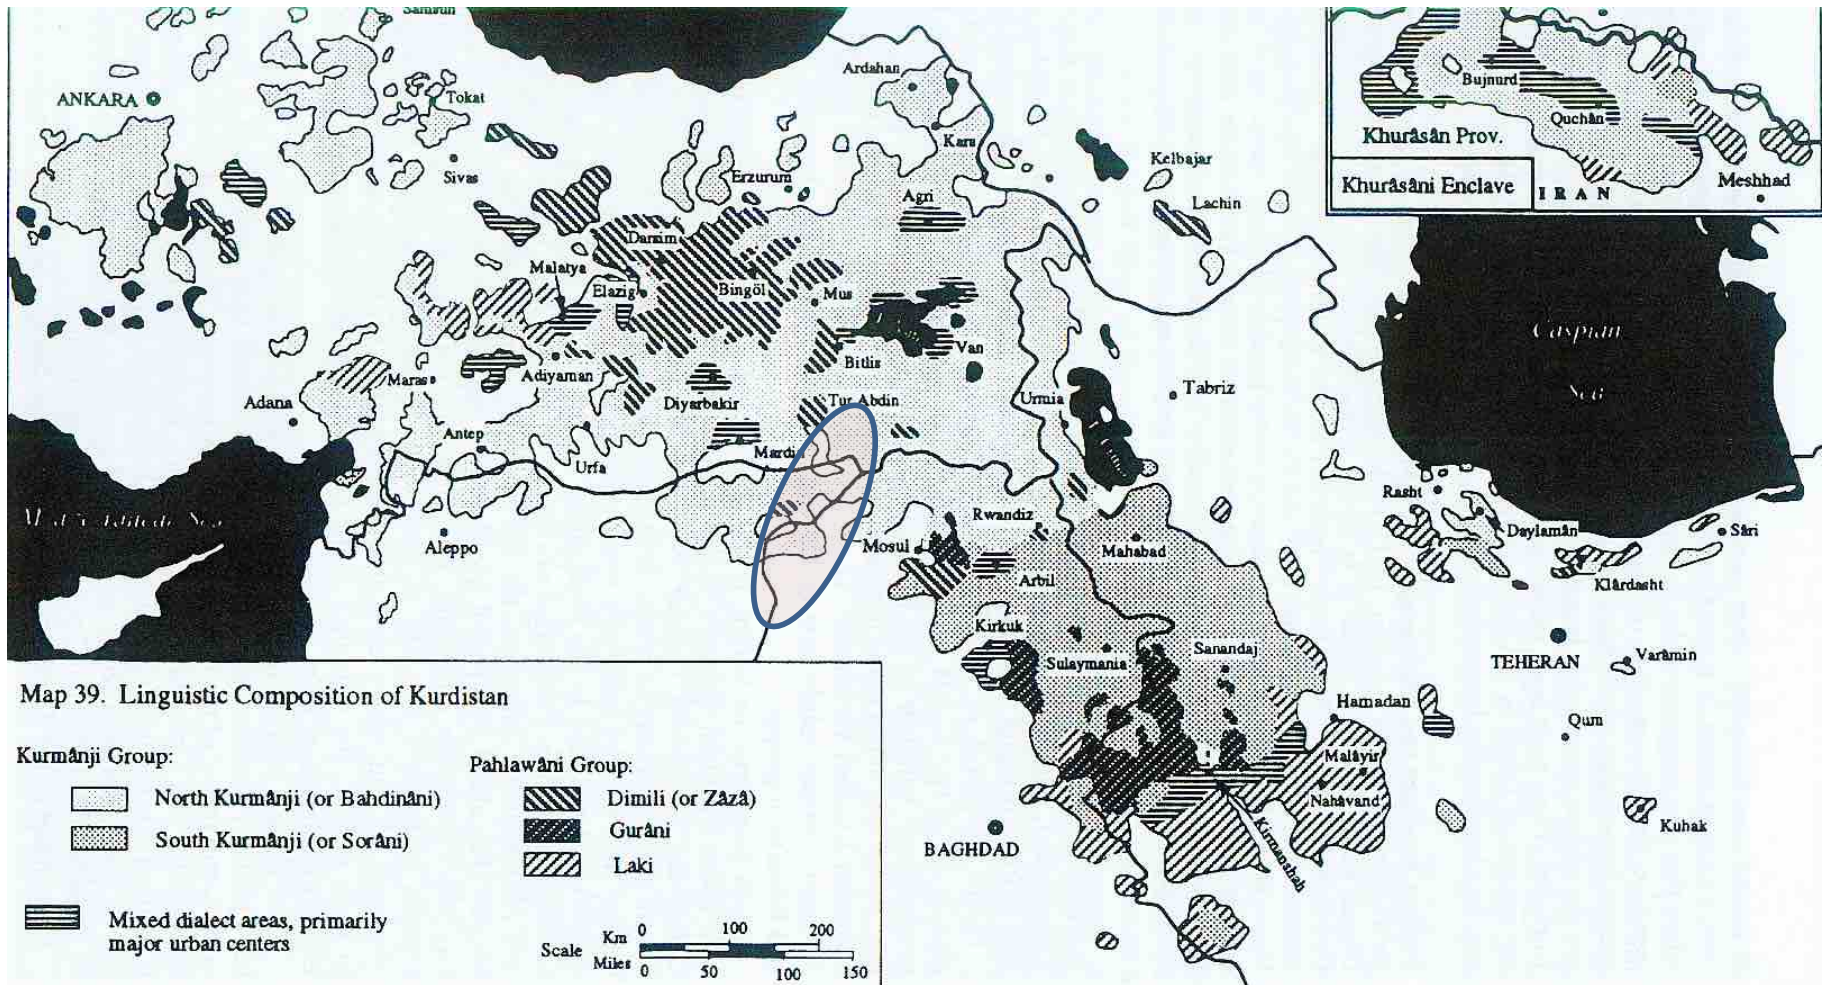 Samsun
ANKARA
Tokat
Sivas
Ardahan
Kars
Erzurum
Agri
Kelbajar
Lachin
Bujnurd
Quchân
Khurâsân Prov.
Khurâsâni Enclave
IRAN
Meshhad
Darsim
Malatya
Elazig
Bingöl
Mus
Bitlis
Van
Adiyaman
Maras
Adana
Diyarbakir
Tur Abdin
Urmia
Tabriz
Caspian
Sea
Antep
Urfa
Mardin
Aleppo
Mosul
Rwandiz
Mahabad
Arbil
Kirkuk
Sulaymania
Sanandaj
Rasht
Daylamân
Sâri
Klârdasht
TEHERAN
Varâmin
Hamadan
Qum
Malâyir
Nahâvand
Kirmanshah
Kuhak
BAGHDAD
Map 39. Linguistic Composition of Kurdistan
Kurmânji Group:
North Kurmânji (or Bahdinâni)
South Kurmânji (or Sorâni)
Mixed dialect areas, primarily
major urban centers
Pahlawâni Group:
Dimili (or Zâzâ)
Gurâni
Laki
Scale
Km 0 100 200
Miles 0 50 100 150